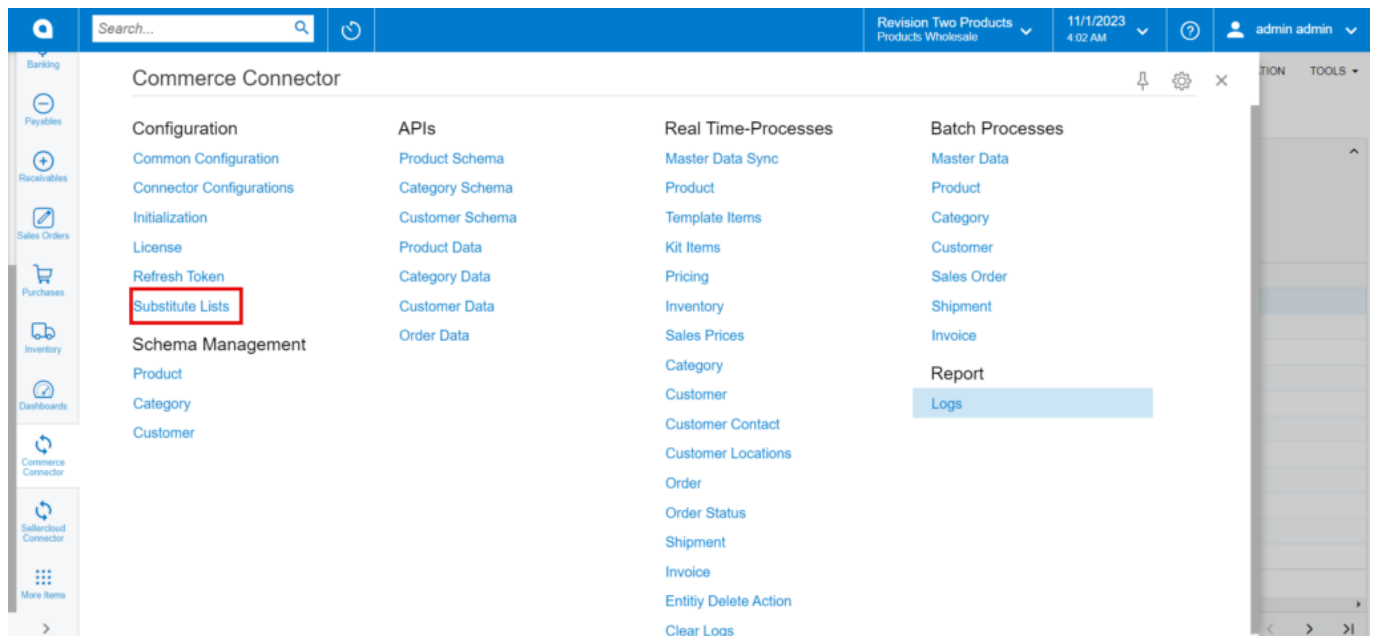 Search...
Revision Two Products
Products Wholesale
11/1/2023
4:02 AM
admin admin
Banking
Payables
Receivables
Sales Orders
Purchases
Inventory
Dashboards
Commerce
Connector
Sellercloud
Connector
More Items
Commerce Connector
TION
TOOLS
Configuration
Common Configuration
Connector Configurations
Initialization
License
Refresh Token
Substitute Lists
Schema Management
Product
Category
Customer
APIs
Product Schema
Category Schema
Customer Schema
Product Data
Category Data
Customer Data
Order Data
Real Time-Processes
Master Data Sync
Product
Template Items
Kit Items
Pricing
Inventory
Sales Prices
Category
Customer
Customer Contact
Customer Locations
Order
Order Status
Shipment
Invoice
Entitiy Delete Action
Clear Logs
Batch Processes
Master Data
Product
Category
Customer
Sales Order
Shipment
Invoice
Report
Logs